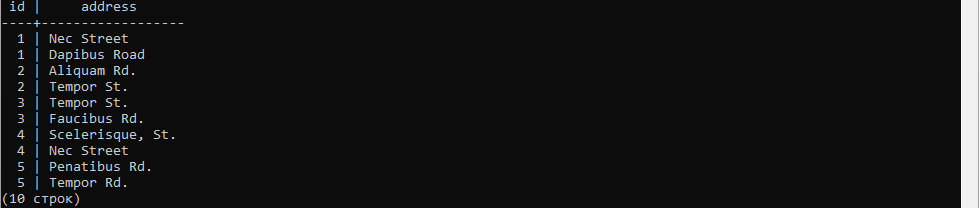 id |     address
----+------------------
  1 | Nec Street
  1 | Dapibus Road
  2 | Aliquam Rd.
  2 | Tempor St.
  3 | Tempor St.
  3 | Faucibus Rd.
  4 | Scelerisque, St.
  4 | Nec Street
  5 | Penatibus Rd.
  5 | Tempor Rd.
(10 строк)